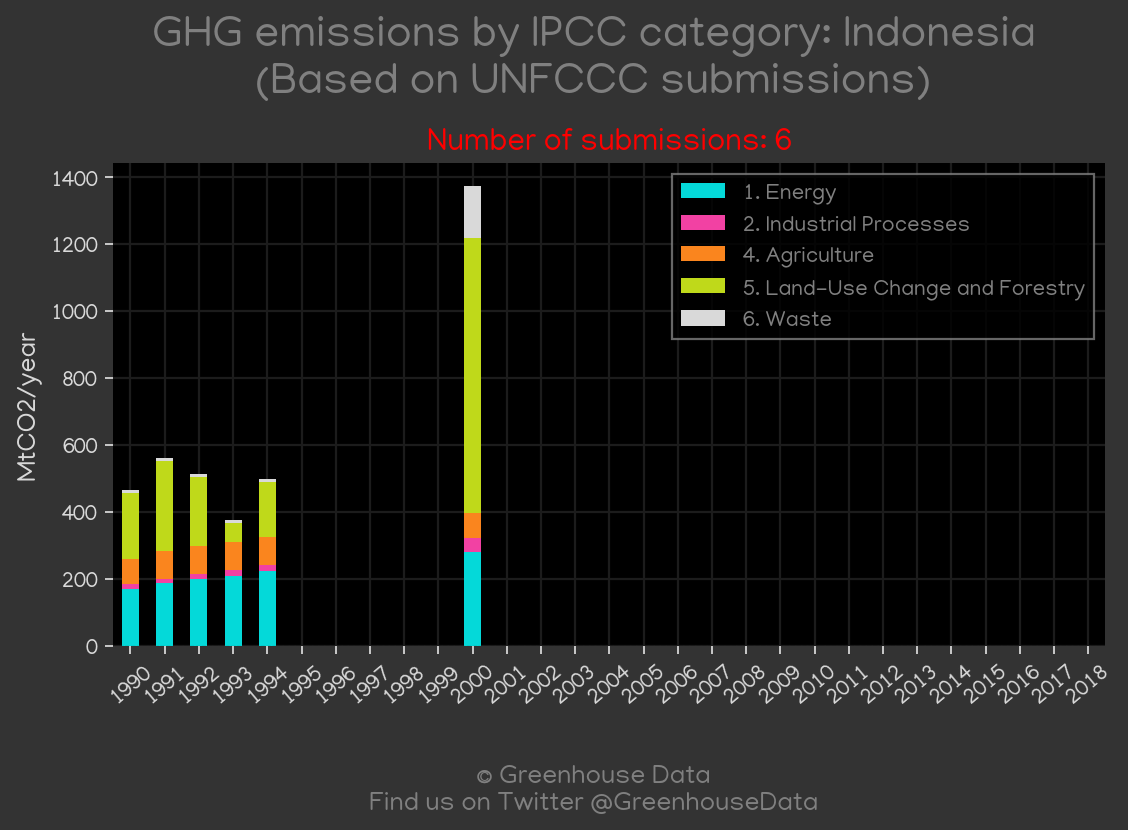 GHG emissions by IPCC category: Indonesia
(Based on UNFCCC submissions)
Number of submissions: 6
1. Energy
2. Industrial Processes
4. Agriculture
5. Land-Use Change and Forestry
6. Waste
MtCO2/year
1400
1200
1000
800
600
400
200
0
1990 1991 1992 1993 1994 1995 1996 1997 1998 1999 2000 2001 2002 2003 2004 2005 2006 2007 2008 2009 2010 2011 2012 2013 2014 2015 2016 2017 2018
© Greenhouse Data
Find us on Twitter @GreenhouseData